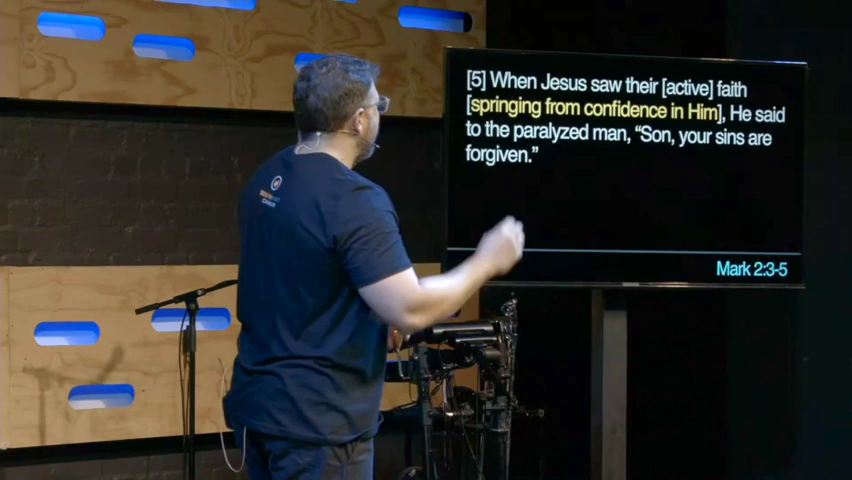 [5] When Jesus saw their [active] faith
[springing from confidence in Him], He said
to the paralyzed man, “Son, your sins are
forgiven.”
Mark 2:3-5